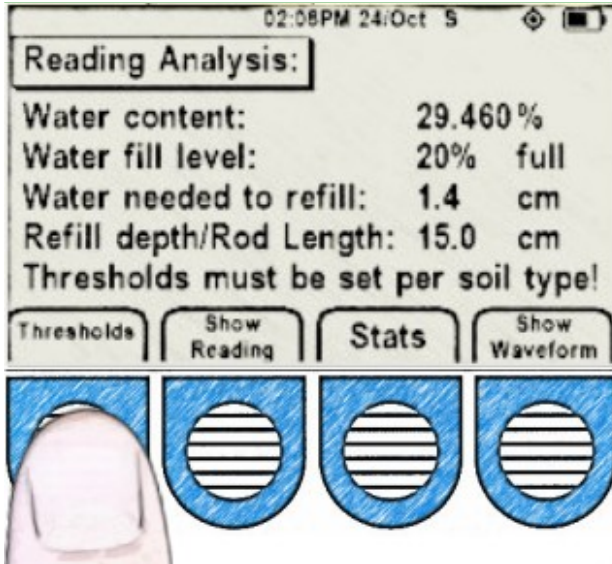 02:08PM 24/Oct S
Reading Analysis:
Water content: 29.460%
Water fill level: 20% full
Water needed to refill: 1.4 cm
Refill depth/Rod Length: 15.0 cm
Thresholds must be set per soil type!
Thresholds Show Reading Stats Show Waveform